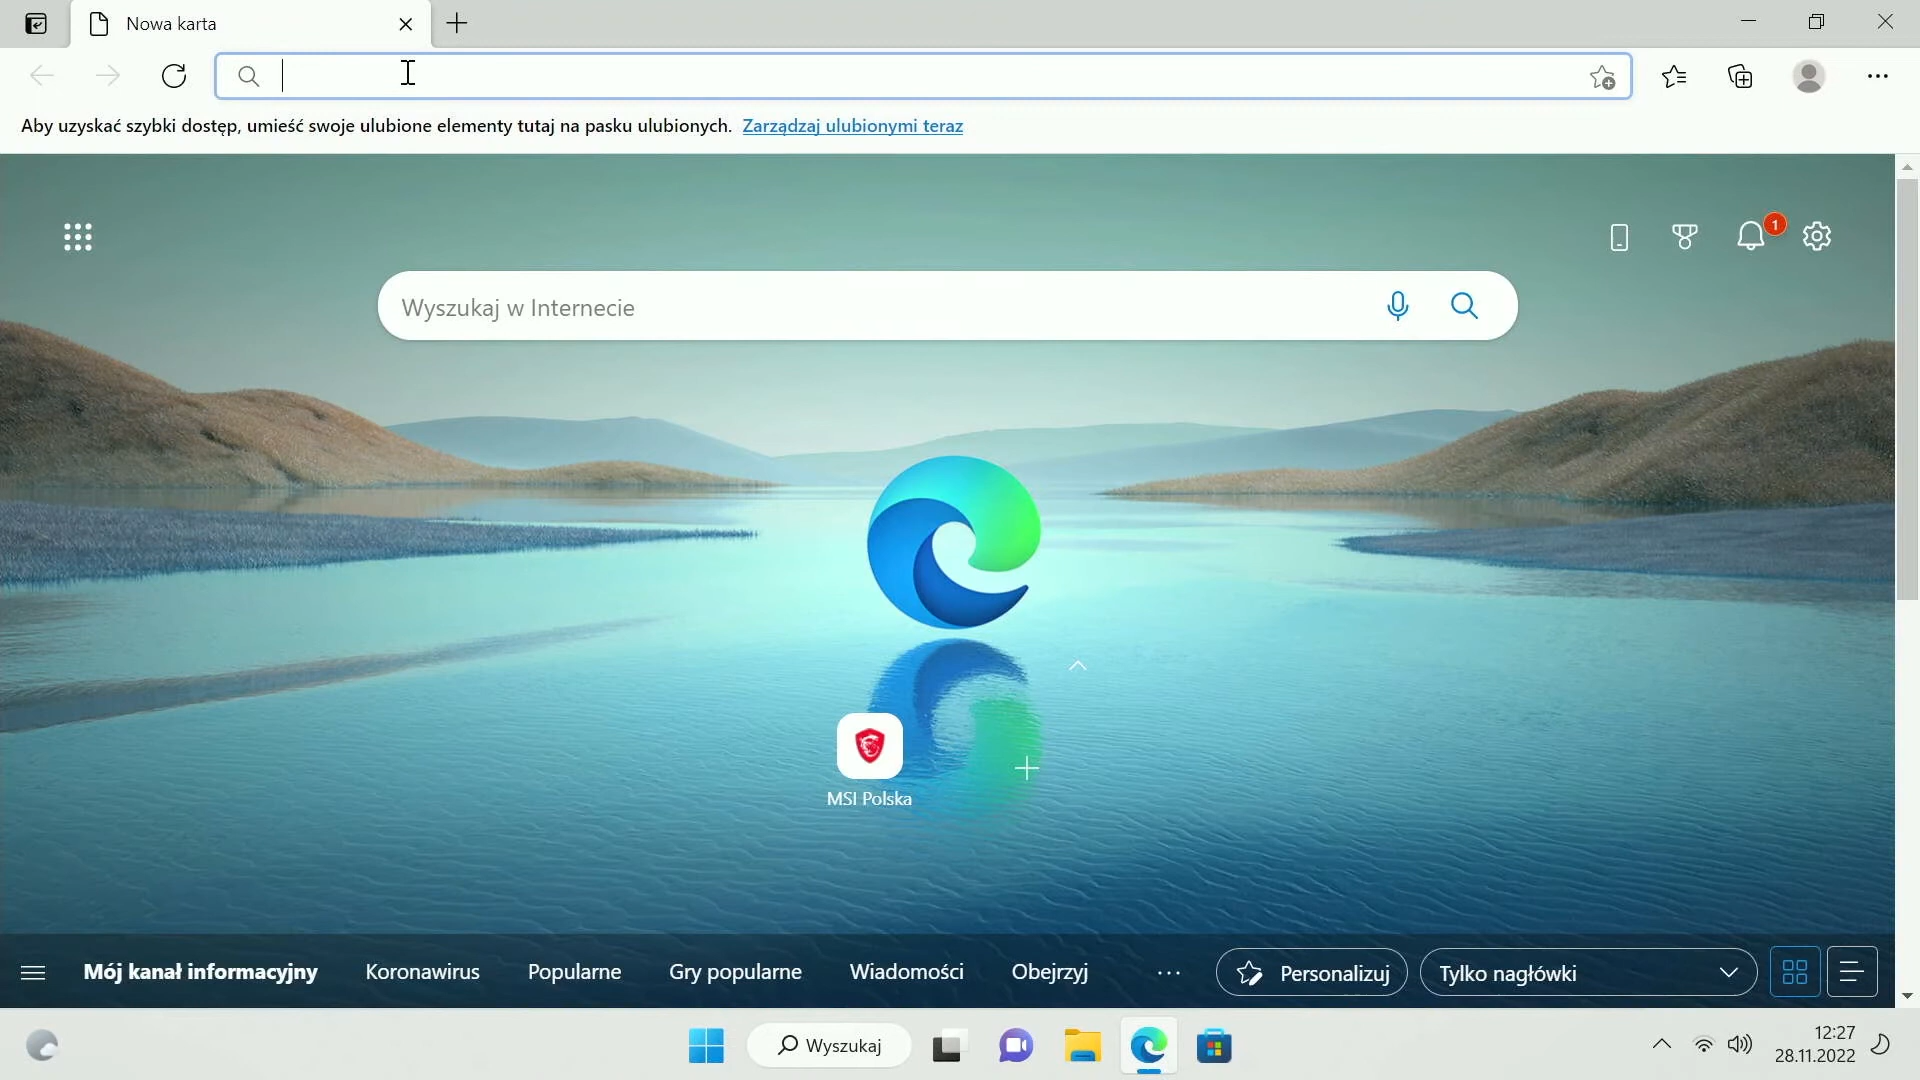 Nowa karta
Aby uzyskać szybki dostęp, umieść swoje ulubione elementy tutaj na pasku ulubionych. Zarządzaj ulubionymi teraz
1
Wyszukaj w Internecie
MSI Polska
Mój kanał informacyjny Koronawirus Popularne Gry popularne Wiadomości Obejrzyj ... Personalizuj Tylko nagłówki
Wyszukaj
12:27
28.11.2022